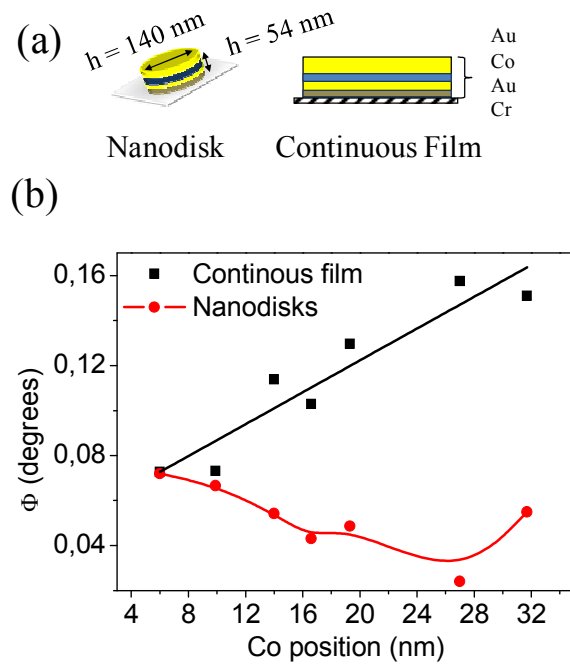 (a)
h = 140 nm
h = 54 nm
Au
Co
Au
Cr
Nanodisk
Continuous Film
(b)
Continous film
Nanodisks
0,16
0,12
0,08
0,04
Φ (degrees)
4 8 12 16 20 24 28 32
Co position (nm)